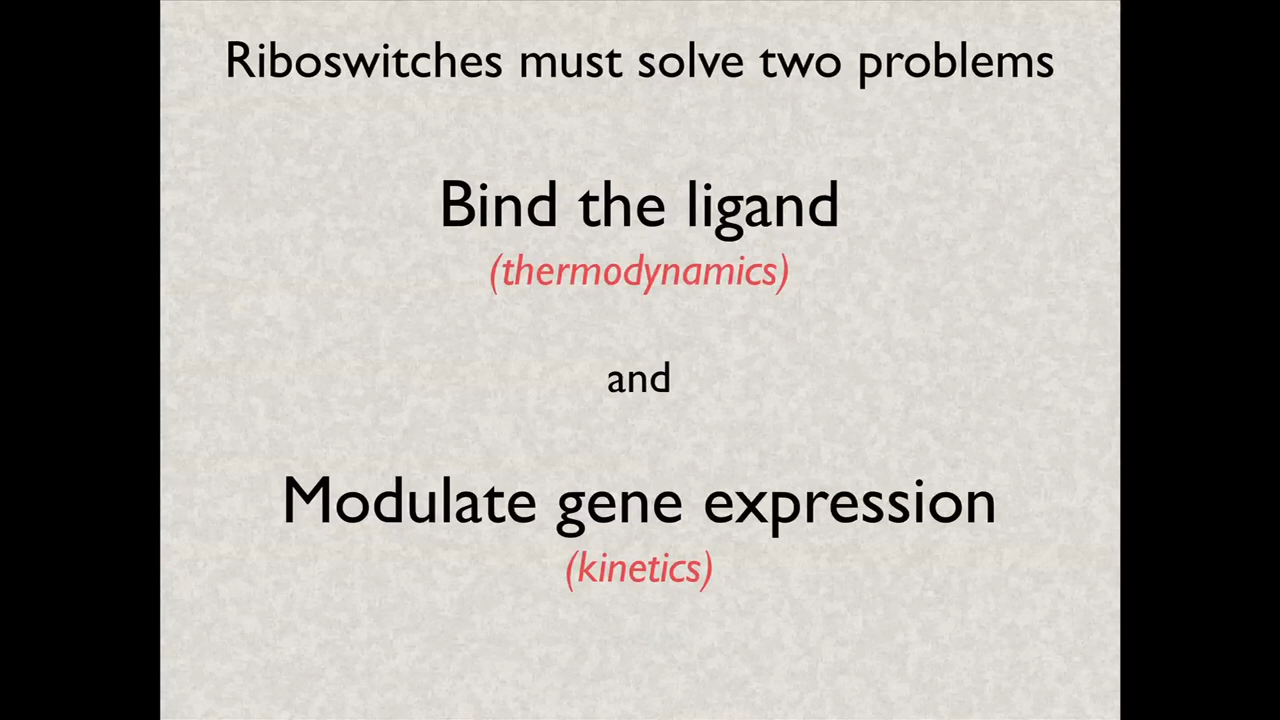 Riboswitches must solve two problems
Bind the ligand
(thermodynamics)
and
Modulate gene expression
(kinetics)